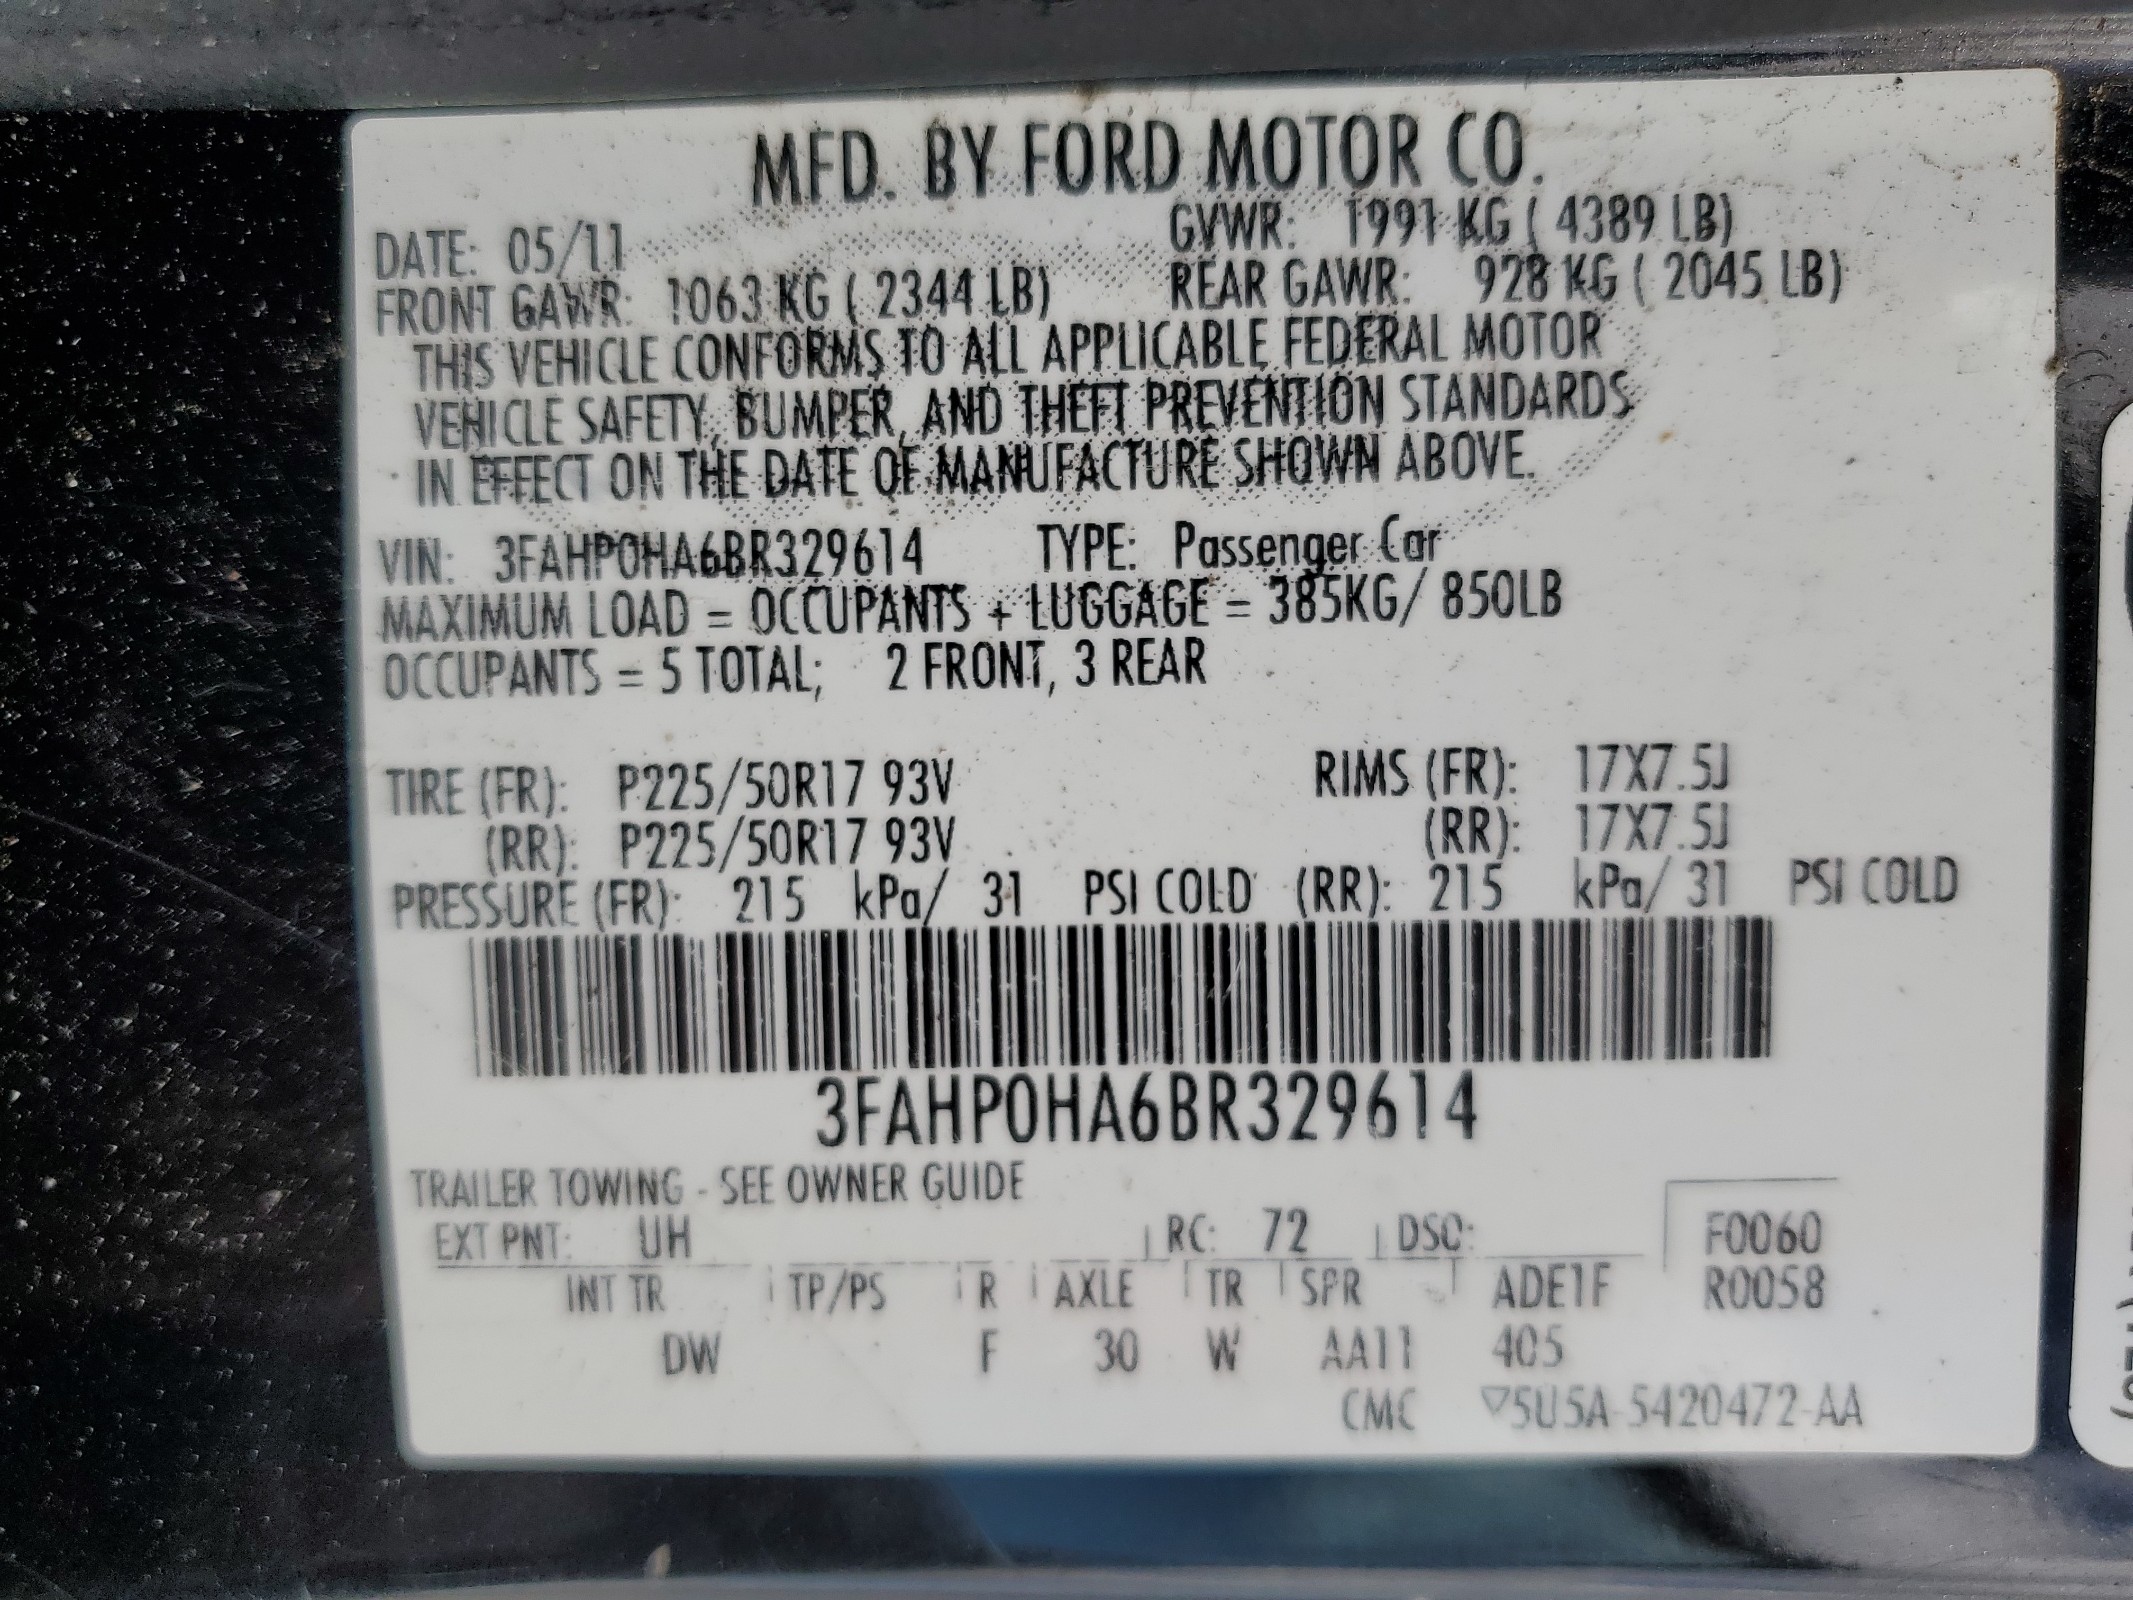 MFD. BY FORD MOTOR CO.
DATE: 05/11 GVWR: 1991 KG ( 4389 LB)
FRONT GAWR: 1063 KG ( 2344 LB) REAR GAWR: 928 KG ( 2045 LB)
THIS VEHICLE CONFORMS TO ALL APPLICABLE FEDERAL MOTOR
VEHICLE SAFETY, BUMPER, AND THEFT PREVENTION STANDARDS
IN EFFECT ON THE DATE OF MANUFACTURE SHOWN ABOVE.
VIN: 3FAHP0HA6BR329614 TYPE: Passenger Car
MAXIMUM LOAD = OCCUPANTS + LUGGAGE = 385KG/ 850LB
OCCUPANTS = 5 TOTAL; 2 FRONT, 3 REAR
TIRE (FR): P225/50R17 93V RIMS (FR): 17X7.5J
(RR): P225/50R17 93V (RR): 17X7.5J
PRESSURE (FR): 215 kPa/ 31 PSI COLD (RR): 215 kPa/ 31 PSI COLD
3FAHP0HA6BR329614
TRAILER TOWING - SEE OWNER GUIDE
EXT PNT: UH RC: 72 DSO: F0060
INT TR TP/PS R AXLE TR SPR ADE1F R0058
DW F 30 W AA11 405
CMC ▽5U5A-5420472-AA